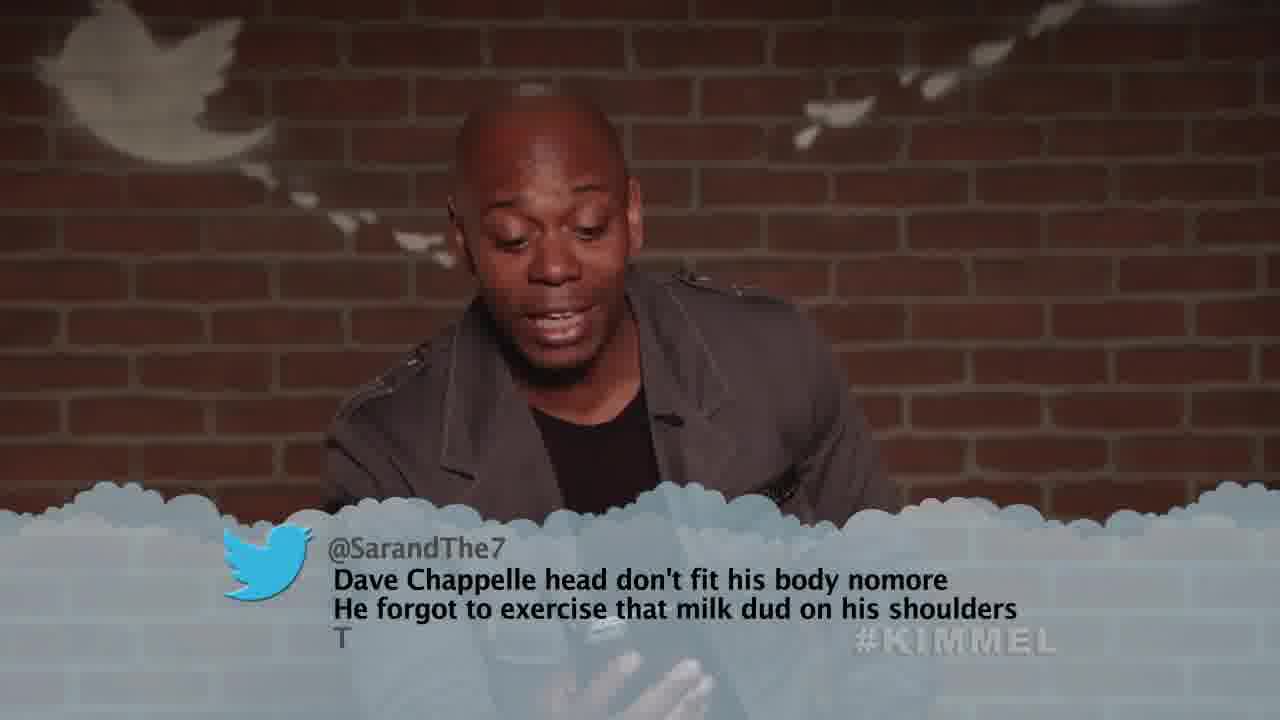 @SarandThe7
Dave Chappelle head don't fit his body nomore
He forgot to exercise that milk dud on his shoulders
T
#KIMMEL